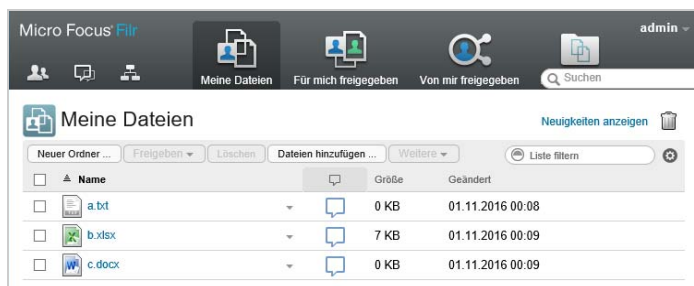 Micro Focus Filr
admin
Meine Dateien
Für mich freigegeben
Von mir freigegeben
Suchen
Meine Dateien
Neuigkeiten anzeigen
Neuer Ordner ... Freigeben Löschen Dateien hinzufügen ... Weitere Liste filtern
Name Größe Geändert
a.txt 0 KB 01.11.2016 00:08
b.xlsx 7 KB 01.11.2016 00:09
c.docx 0 KB 01.11.2016 00:09